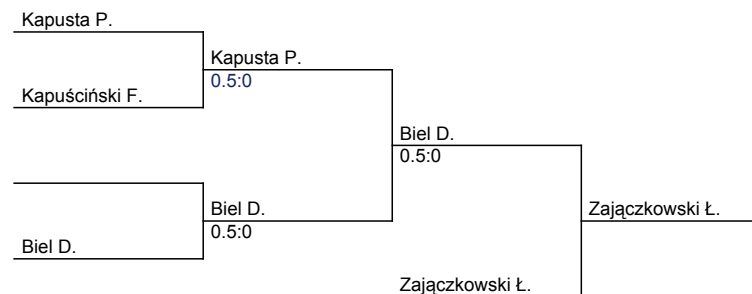 Kapusta P.
Kapusta P.
0.5:0
Kapuściński F.
Biel D.
0.5:0
Biel D.
0.5:0
Zajączkowski Ł.
Biel D.
Zajączkowski Ł.